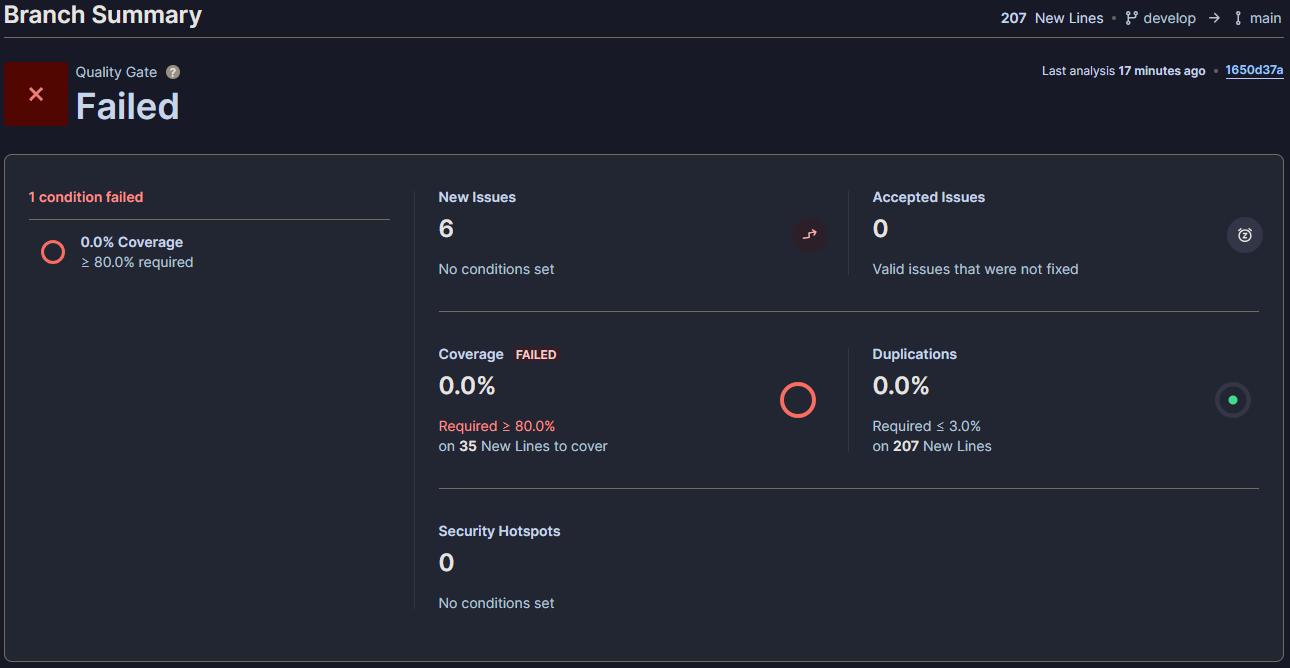 Branch Summary
207 New Lines • develop → main
Quality Gate ?
Failed
Last analysis 17 minutes ago • 1650d37a
1 condition failed
0.0% Coverage
≥ 80.0% required
New Issues
6
No conditions set
Accepted Issues
0
Valid issues that were not fixed
Coverage FAILED
0.0%
Required ≥ 80.0%
on 35 New Lines to cover
Duplications
0.0%
Required ≤ 3.0%
on 207 New Lines
Security Hotspots
0
No conditions set